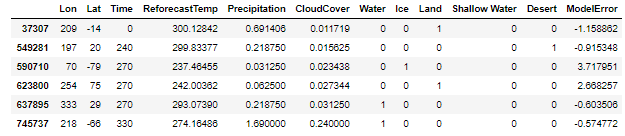 Lon Lat Time ReforecastTemp Precipitation CloudCover Water Ice Land Shallow Water Desert ModelError
37307 209 -14 0 300.12842 0.691406 0.011719 0 0 1 0 0 -1.158862
549281 197 20 240 299.83377 0.218750 0.015625 0 0 0 0 1 -0.915348
590710 70 -79 270 237.46455 0.031250 0.023438 0 1 0 0 0 3.717951
623800 254 75 270 242.00362 0.062500 0.027344 0 0 1 0 0 2.668257
637895 333 29 270 293.07390 0.218750 0.031250 1 0 0 0 0 -0.603506
745737 218 -66 330 274.16486 1.690000 0.240000 1 0 0 0 0 -0.574772